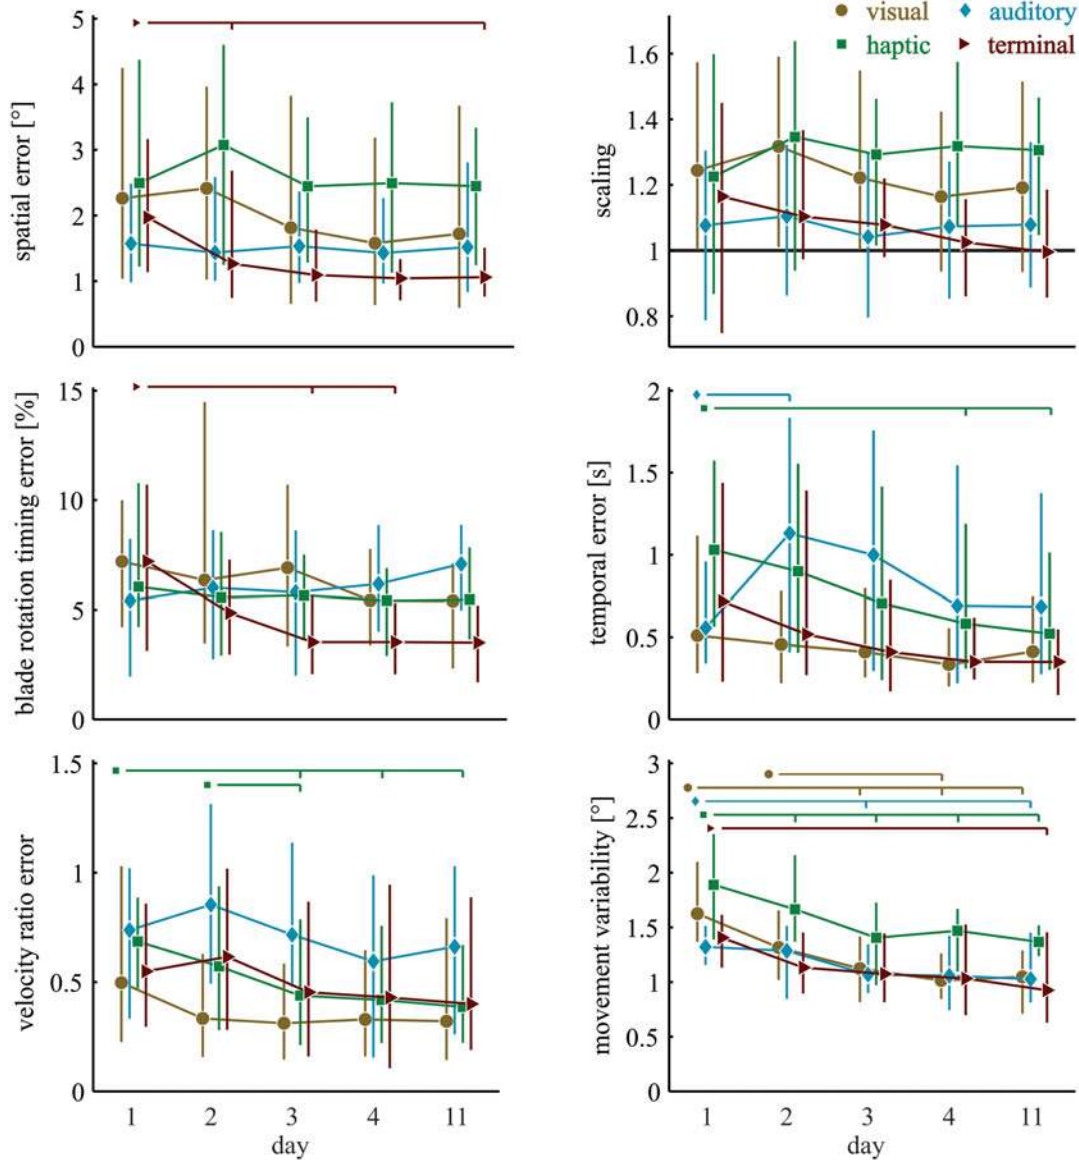 visual auditory
haptic terminal
spatial error [°]
5
4
3
2
1
0
scaling
1.6
1.4
1.2
1
0.8
blade rotation timing error [%]
15
10
5
0
temporal error [s]
2
1.5
1
0.5
0
velocity ratio error
1.5
1
0.5
0
1 2 3 4 11
day
movement variability [°]
3
2.5
2
1.5
1
0.5
0
1 2 3 4 11
day